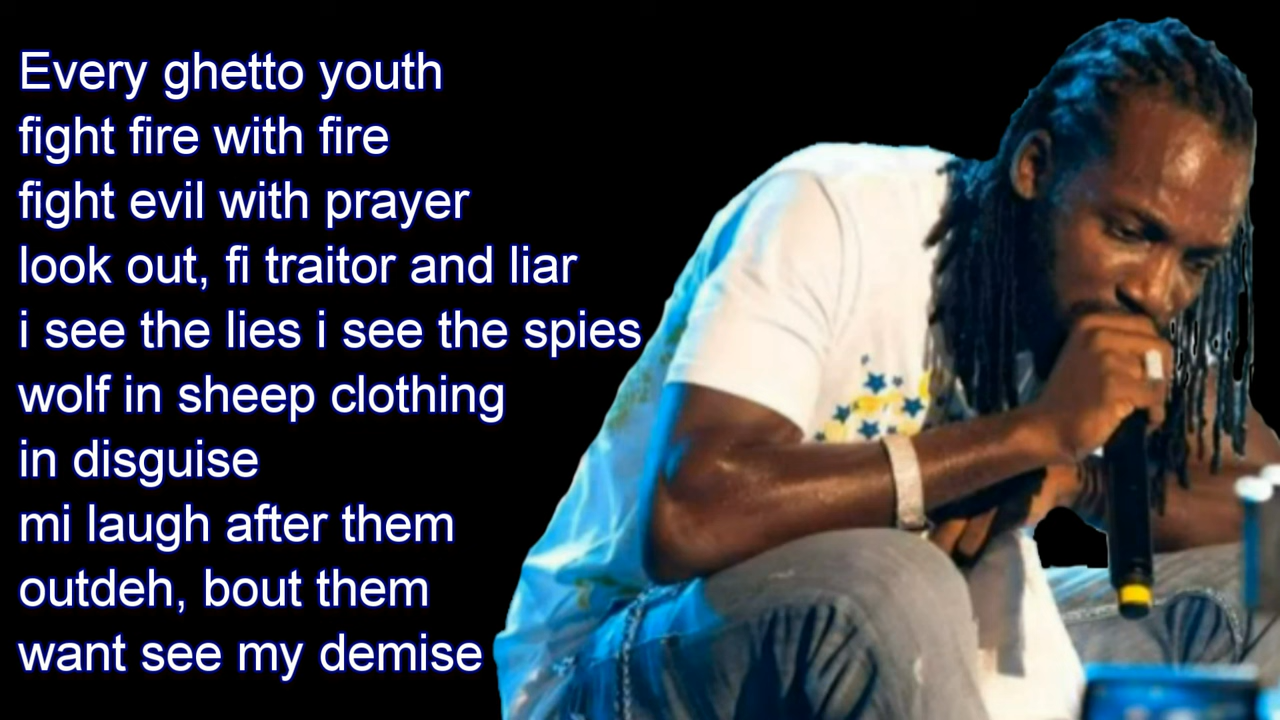 Every ghetto youth
fight fire with fire
fight evil with prayer
look out, fi traitor and liar
i see the lies i see the spies
wolf in sheep clothing
in disguise
mi laugh after them
outdeh, bout them
want see my demise